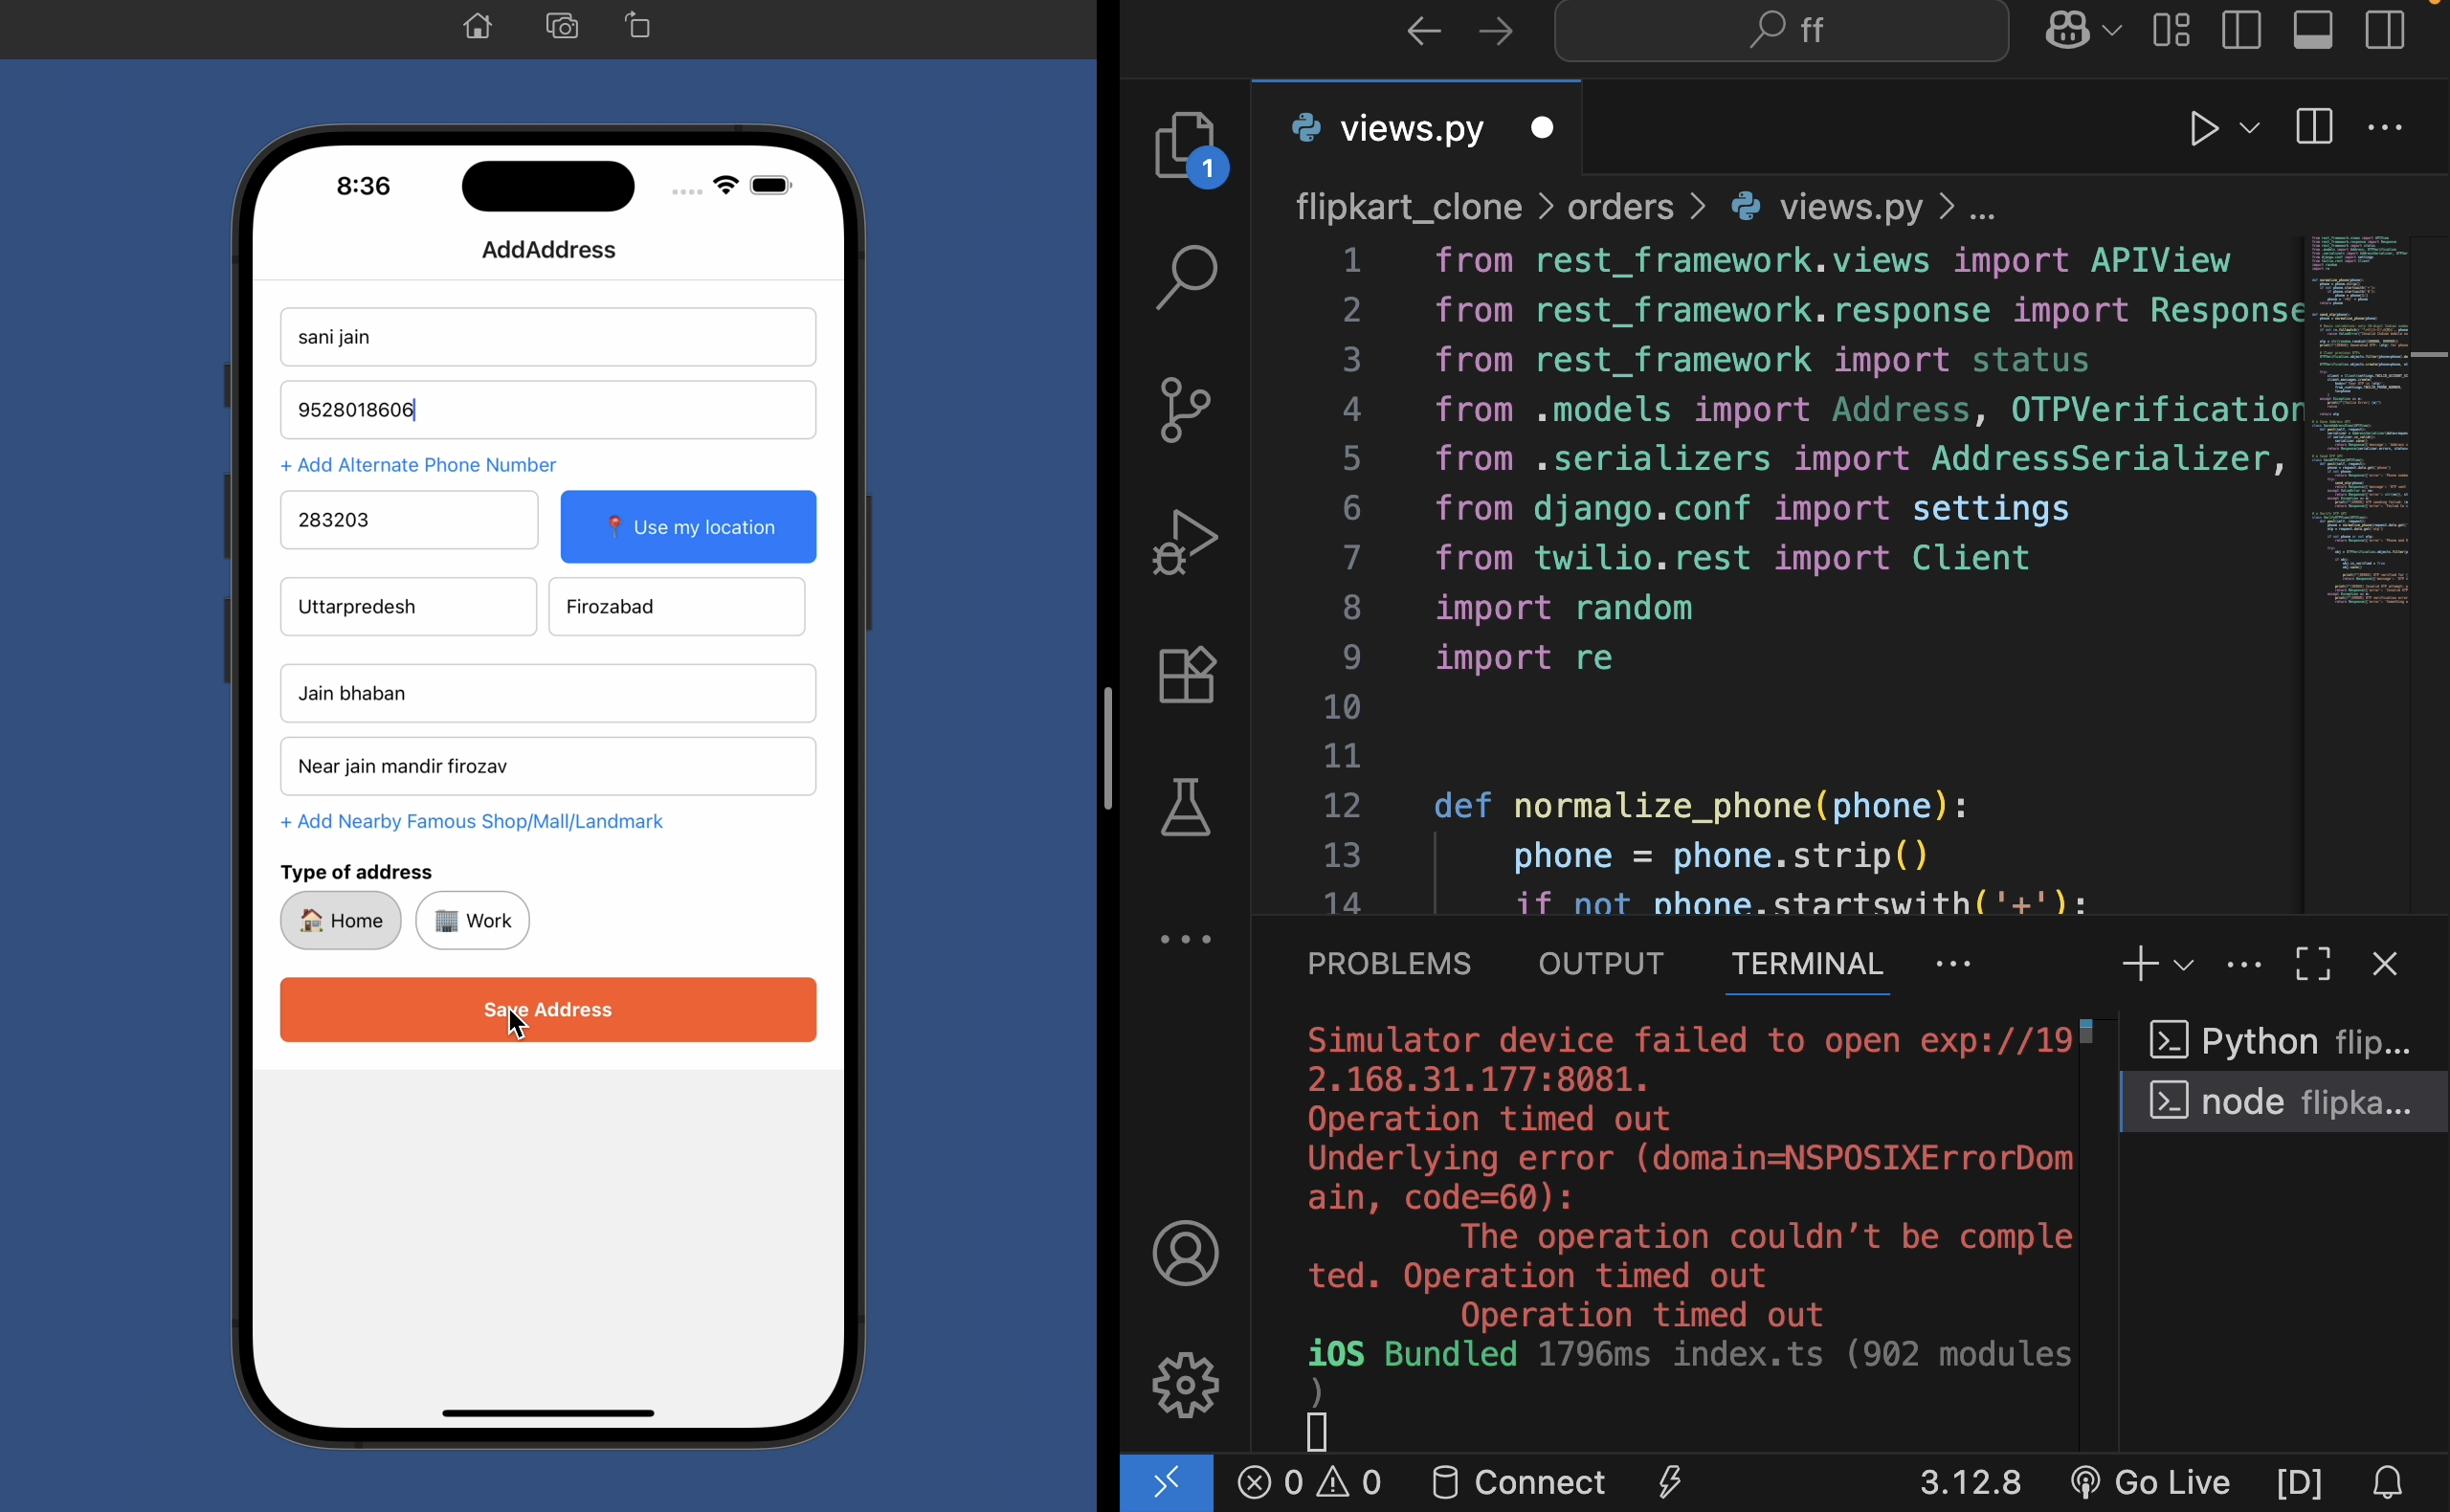 8:36
AddAddress
sani jain
9528018606
+ Add Alternate Phone Number
283203
Use my location
Uttarpredesh
Firozabad
Jain bhaban
Near jain mandir firozav
+ Add Nearby Famous Shop/Mall/Landmark
Type of address
Home
Work
Save Address
ff
views.py
1
flipkart_clone > orders > views.py > ...
1 from rest_framework.views import APIView
2 from rest_framework.response import Response
3 from rest_framework import status
4 from .models import Address, OTPVerification
5 from .serializers import AddressSerializer,
6 from django.conf import settings
7 from twilio.rest import Client
8 import random
9 import re
10
11
12 def normalize_phone(phone):
13 phone = phone.strip()
14 if not phone.startswith('+'):
PROBLEMS OUTPUT TERMINAL ...
Simulator device failed to open exp://19
2.168.31.177:8081.
Operation timed out
Underlying error (domain=NSPOSIXErrorDom
ain, code=60):
The operation couldn’t be comple
ted. Operation timed out
Operation timed out
iOS Bundled 1796ms index.ts (902 modules
)
Python flip...
node flipka...
0 0 Connect 3.12.8 Go Live [D]